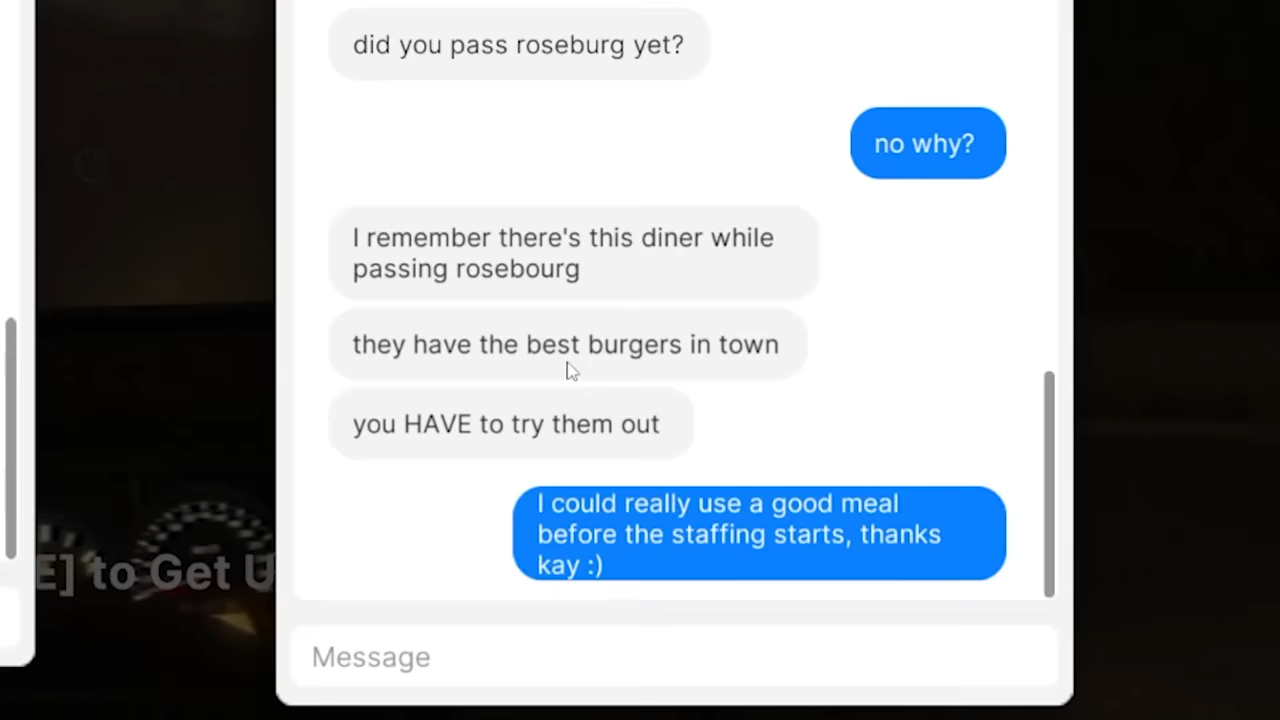 did you pass roseburg yet?
no why?
I remember there's this diner while
passing rosebourg
they have the best burgers in town
you HAVE to try them out
I could really use a good meal
before the staffing starts, thanks
kay :)
E] to Get U
Message